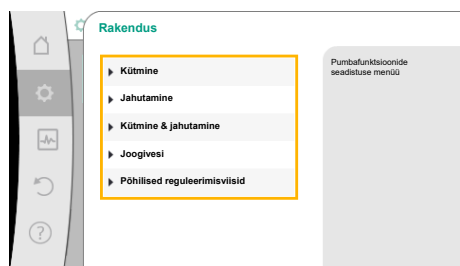 Rakendus
Kütmine
Jahutamine
Kütmine & jahutamine
Joogivesi
Põhilised reguleerimisviisid
Pumbafunktsioonide
seadistuse menüü